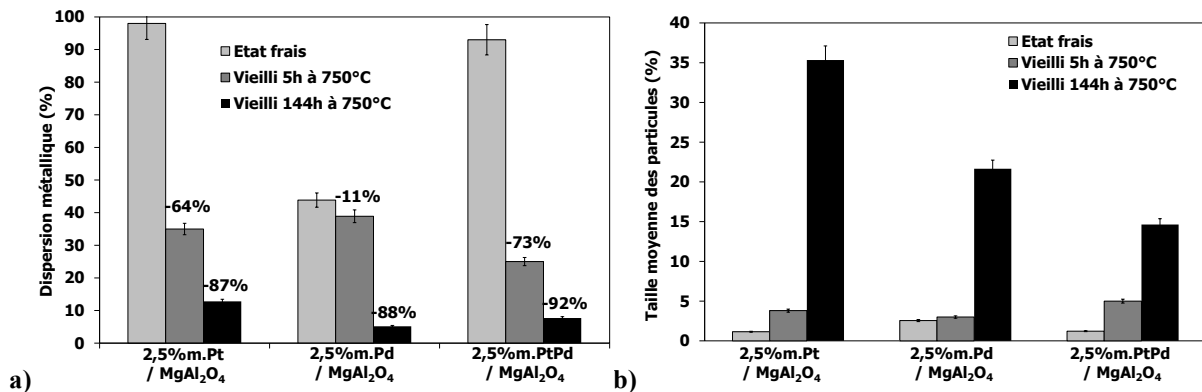 100
90
80
70
60
50
40
30
20
10
0
Dispersion métallique (%)
Etat frais
Vieilli 5h à 750°C
Vieilli 144h à 750°C
-64%
-87%
-11%
-88%
-73%
-92%
2,5%m.Pt
/ MgAl₂O₄
2,5%m.Pd
/ MgAl₂O₄
2,5%m.PtPd
/ MgAl₂O₄
a)
40
35
30
25
20
15
10
5
0
Taille moyenne des particules (%)
Etat frais
Vieilli 5h à 750°C
Vieilli 144h à 750°C
2,5%m.Pt
/ MgAl₂O₄
2,5%m.Pd
/ MgAl₂O₄
2,5%m.PtPd
/ MgAl₂O₄
b)